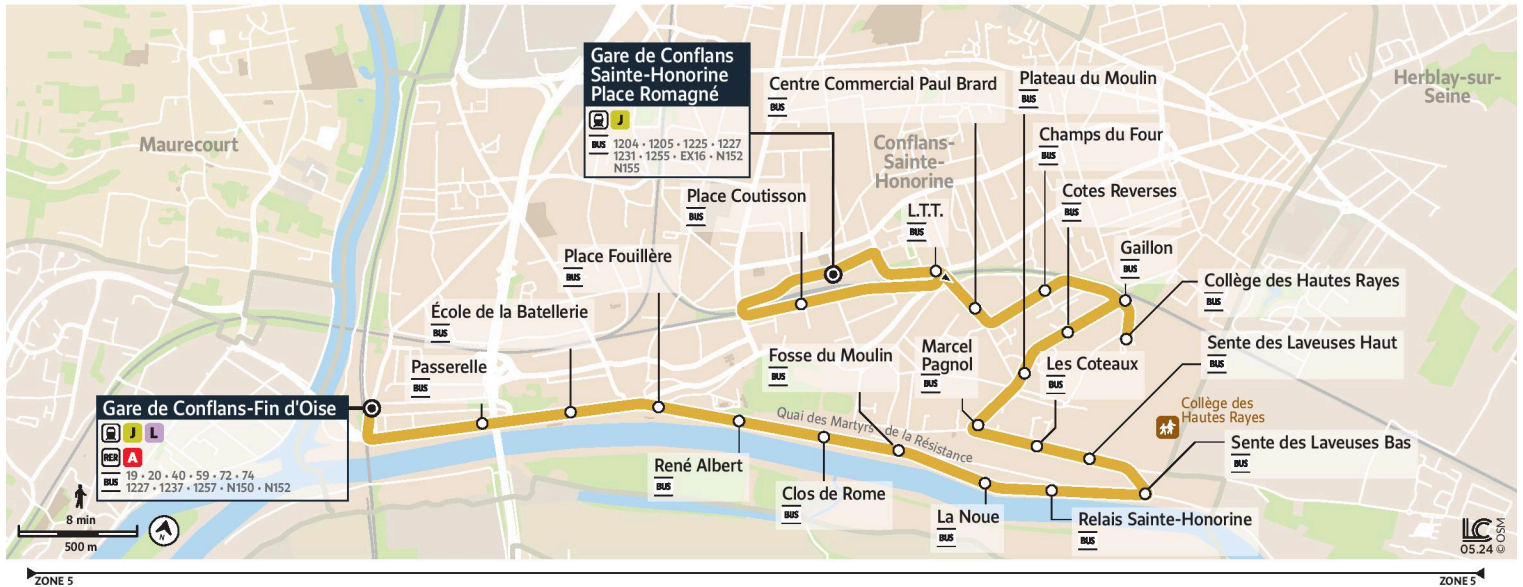 Maurecourt
Herblay-sur-
Seine
Conflans-
Sainte-
Honorine
Gare de Conflans
Sainte-Honorine
Place Romagné
J
BUS 1204 • 1205 • 1225 • 1227
1231 • 1255 • EX16 • N152
N155
Centre Commercial Paul Brard
BUS
Plateau du Moulin
BUS
Champs du Four
BUS
Place Coutisson
BUS
L.T.T.
BUS
Cotes Reverses
BUS
Gaillon
BUS
Place Fouillère
BUS
Collège des Hautes Rayes
BUS
École de la Batellerie
BUS
Passerelle
BUS
Fosse du Moulin
BUS
Marcel
Pagnol
BUS
Les Coteaux
BUS
Sente des Laveuses Haut
BUS
Gare de Conflans-Fin d'Oise
J L
RER A
BUS 19 • 20 • 40 • 59 • 72 • 74
1227 • 1237 • 1257 • N150 • N152
Quai des Martyrs de la Résistance
Collège des
Hautes Rayes
Sente des Laveuses Bas
BUS
René Albert
BUS
Clos de Rome
BUS
La Noue
BUS
Relais Sainte-Honorine
BUS
8 min
500 m
N
LC
05.24 © OSM
ZONE 5
ZONE 5